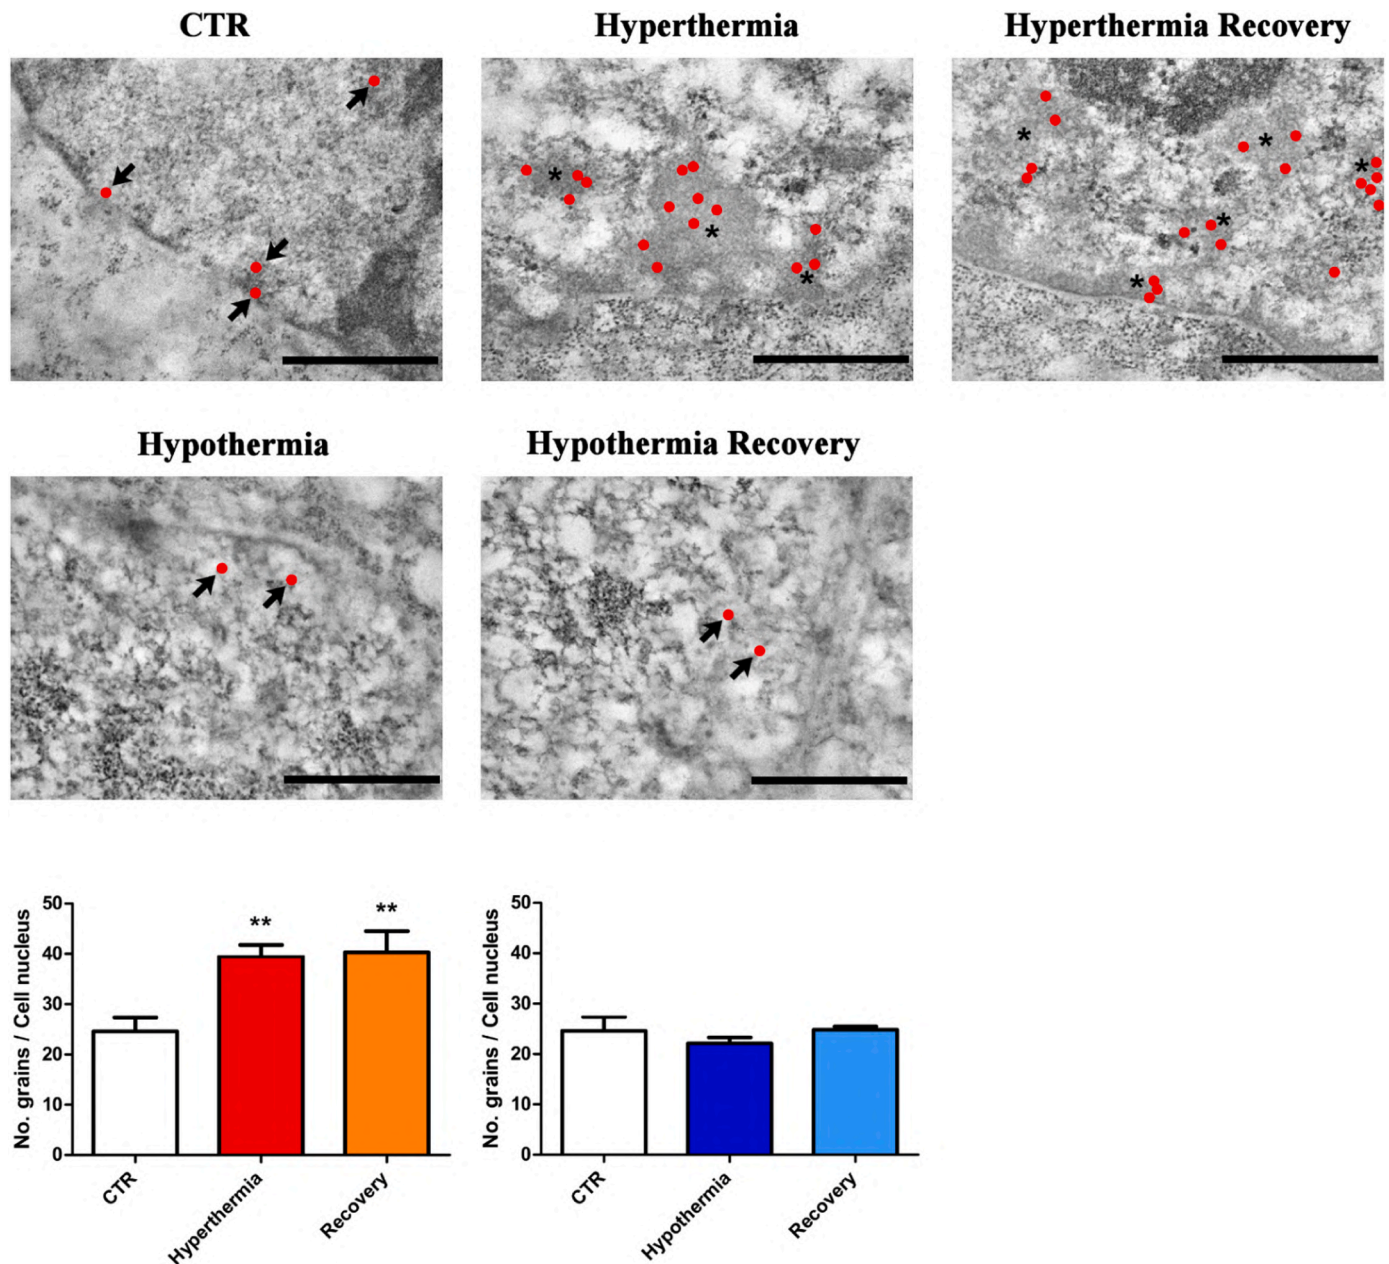 CTR
Hyperthermia
Hyperthermia Recovery
*
*
*
*
*
*
*
*
Hypothermia
Hypothermia Recovery
No. grains / Cell nucleus
50
40
30
20
10
0
**
**
CTR
Hyperthermia
Recovery
No. grains / Cell nucleus
50
40
30
20
10
0
CTR
Hypothermia
Recovery